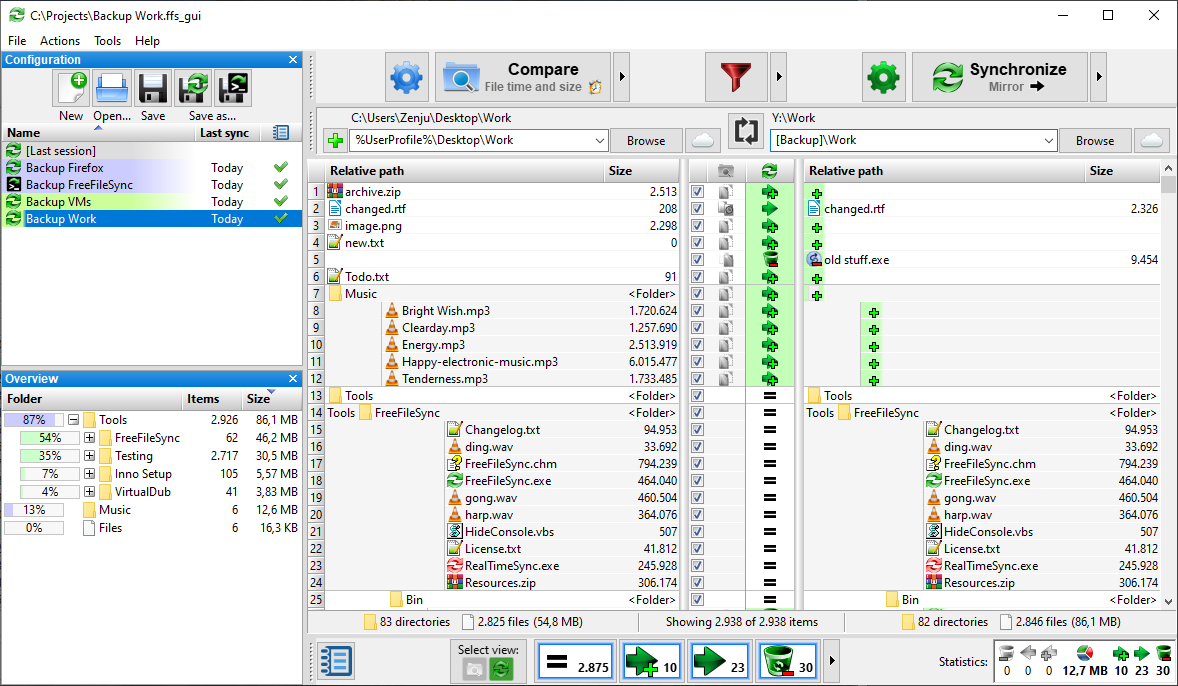 C:\Projects\Backup Work.ffs_gui
File Actions Tools Help
Configuration
New Open... Save Save as...
Name Last sync
[Last session]
Backup Firefox Today
Backup FreeFileSync Today
Backup VMs Today
Backup Work Today
Overview
Folder Items Size
87% Tools 2.926 86,1 MB
54% FreeFileSync 62 46,2 MB
35% Testing 2.717 30,5 MB
7% Inno Setup 105 5,57 MB
4% VirtualDub 41 3,83 MB
13% Music 6 12,6 MB
0% Files 6 16,3 KB
Compare
File time and size
Synchronize
Mirror
C:\Users\Zenju\Desktop\Work
%UserProfile%\Desktop\Work Browse
Y:\Work
[Backup]\Work Browse
Relative path Size Relative path Size
1 archive.zip 2.513
2 changed.rtf 208 changed.rtf 2.326
3 image.png 2.298
4 new.txt 0
5 old stuff.exe 9.454
6 Todo.txt 91
7 Music <Folder>
8 Bright Wish.mp3 1.720.624
9 Clearday.mp3 1.257.690
10 Energy.mp3 2.513.919
11 Happy-electronic-music.mp3 6.015.477
12 Tenderness.mp3 1.733.485
13 Tools <Folder> Tools <Folder>
14 Tools FreeFileSync <Folder> Tools FreeFileSync <Folder>
15 Changelog.txt 94.953 Changelog.txt 94.953
16 ding.wav 33.692 ding.wav 33.692
17 FreeFileSync.chm 794.239 FreeFileSync.chm 794.239
18 FreeFileSync.exe 464.040 FreeFileSync.exe 464.040
19 gong.wav 460.504 gong.wav 460.504
20 harp.wav 364.076 harp.wav 364.076
21 HideConsole.vbs 507 HideConsole.vbs 507
22 License.txt 41.812 License.txt 41.812
23 RealTimeSync.exe 245.928 RealTimeSync.exe 245.928
24 Resources.zip 306.174 Resources.zip 306.174
25 Bin <Folder> Bin <Folder>
83 directories 2.825 files (54,8 MB) Showing 2.938 of 2.938 items 82 directories 2.846 files (86,1 MB)
Select view:
2.875 10 23 30
Statistics:
0 0 0 12,7 MB 10 23 30